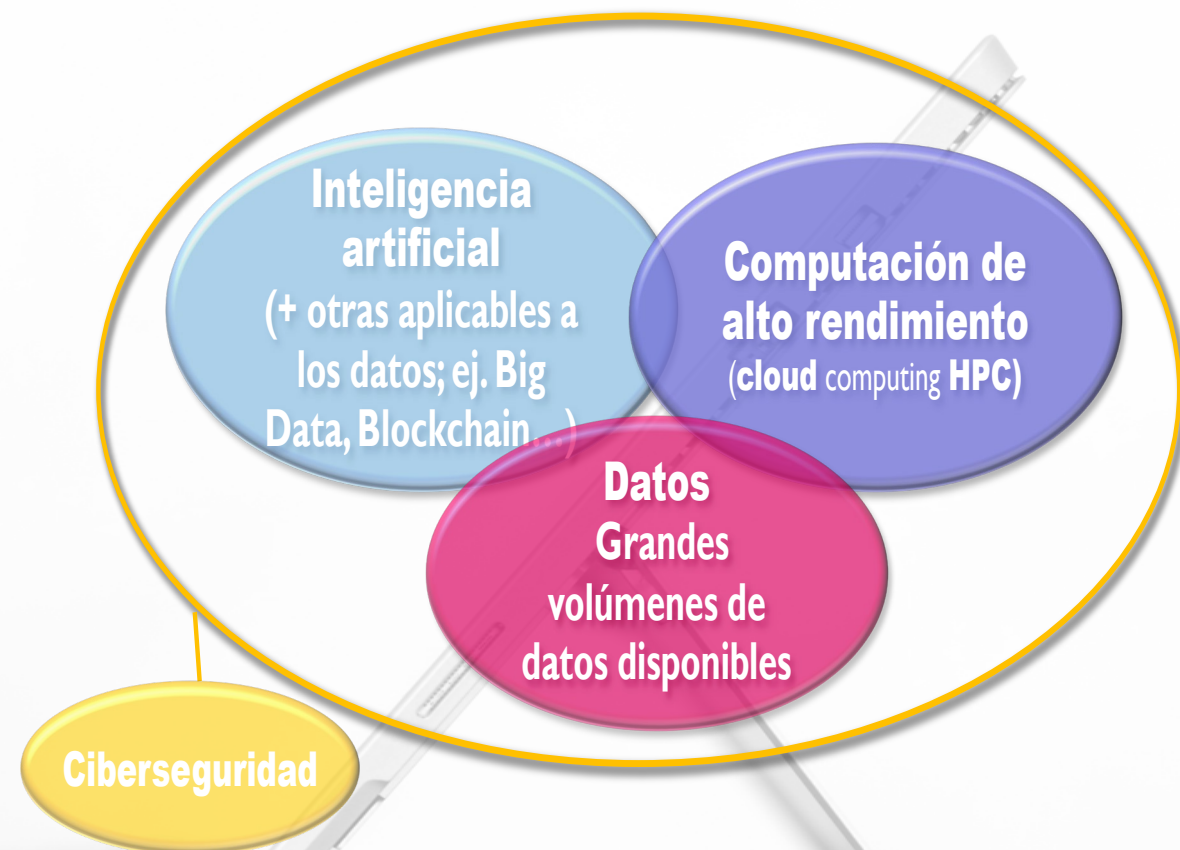 Inteligencia
artificial
(+ otras aplicables a
los datos; ej. Big
Data, Blockchain...)
Computación de
alto rendimiento
(cloud computing HPC)
Datos
Grandes
volúmenes de
datos disponibles
Ciberseguridad